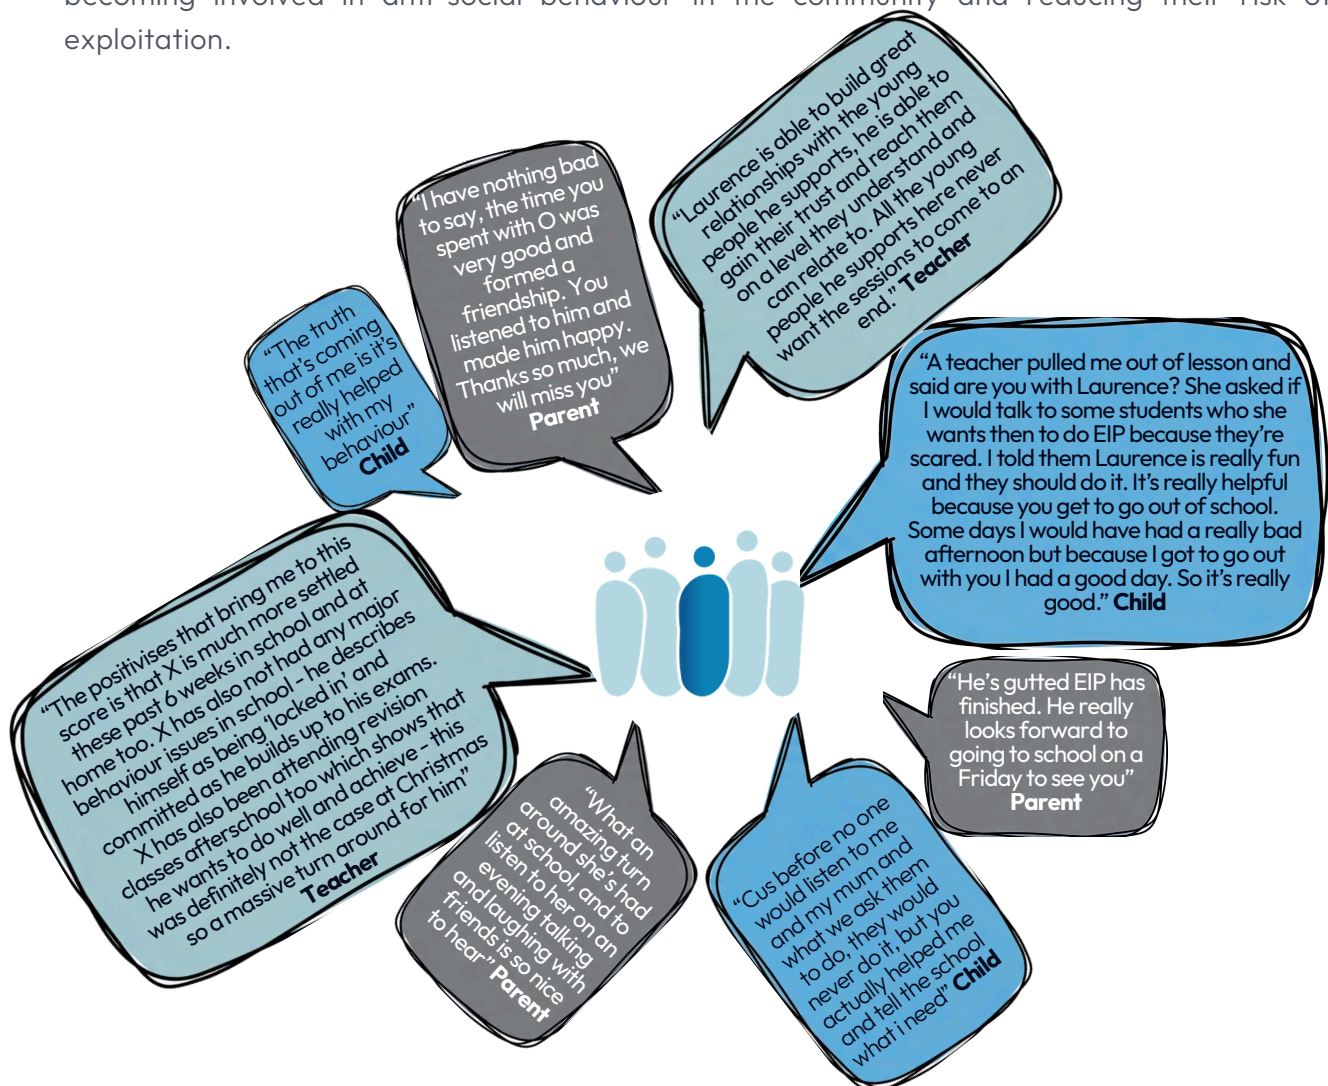 becoming involved in anti-social behaviour in the community and reducing their risk of
exploitation.
“Laurence is able to build great
relationships with the young
people he supports, he is able to
gain their trust and reach them
on a level they understand and
can relate to. All the young
people he supports here never
want the sessions to come to an
end.” Teacher
“I have nothing bad
to say, the time you
spent with O was
very good and
formed a
friendship. You
listened to him and
made him happy.
Thanks so much, we
will miss you”
Parent
“The truth
that’s coming
out of me is it’s
really helped
with my
behaviour”
Child
“A teacher pulled me out of lesson and
said are you with Laurence? She asked if
I would talk to some students who she
wants then to do EIP because they’re
scared. I told them Laurence is really fun
and they should do it. It’s really helpful
because you get to go out of school.
Some days I would have had a really bad
afternoon but because I got to go out
with you I had a good day. So it’s really
good.” Child
“The positivises that bring me to this
score is that X is much more settled
these past 6 weeks in school and at
home too. X has also not had any major
behaviour issues in school - he describes
himself as being ‘locked in’ and
committed as he builds up to his exams.
X has also been attending revision
classes afterschool too which shows that
he wants to do well and achieve - this
was definitely not the case at Christmas
so a massive turn around for him”
Teacher
“He’s gutted EIP has
finished. He really
looks forward to
going to school on a
Friday to see you”
Parent
“What an
amazing turn
around she’s had
at school, and to
listen to her on an
evening talking
and laughing with
friends is so nice
to hear” Parent
“Cus before no one
would listen to me
and my mum and
what we ask them
to do, they would
never do it, but you
actually helped me
and tell the school
what i need” Child